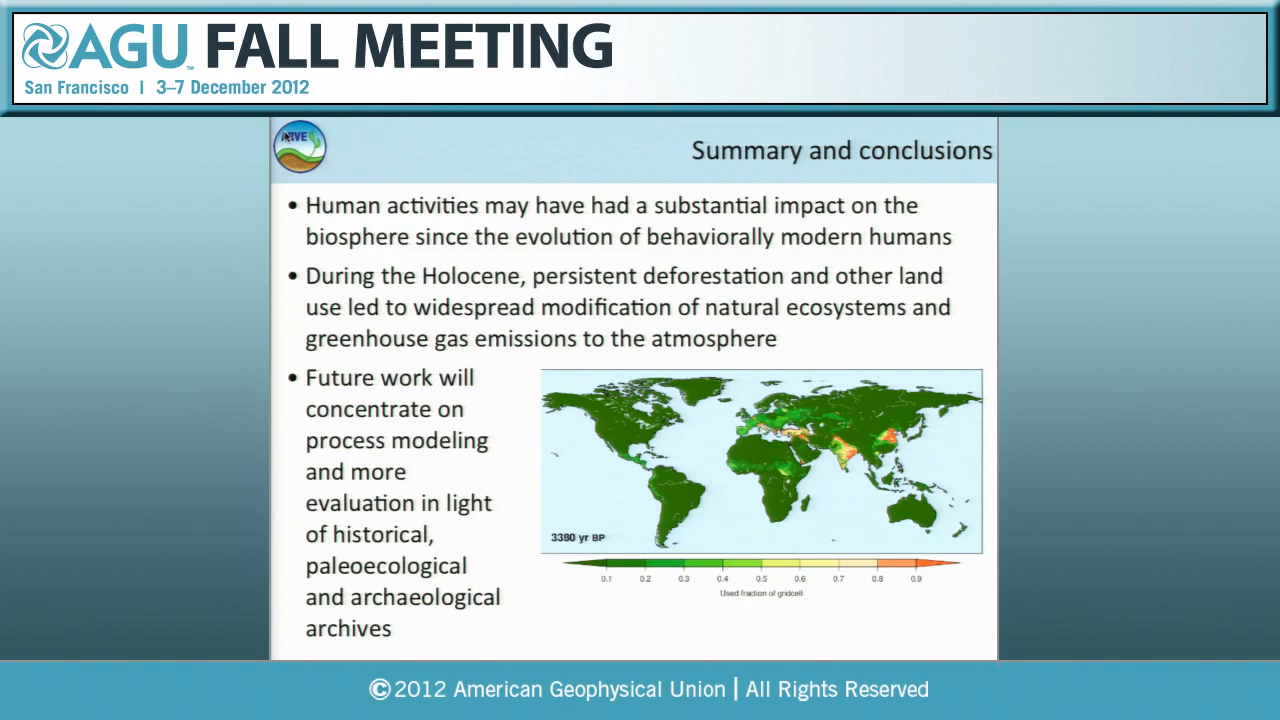 AGU™ FALL MEETING
San Francisco | 3–7 December 2012
ARVE
Summary and conclusions
• Human activities may have had a substantial impact on the
biosphere since the evolution of behaviorally modern humans
• During the Holocene, persistent deforestation and other land
use led to widespread modification of natural ecosystems and
greenhouse gas emissions to the atmosphere
• Future work will
concentrate on
process modeling
and more
evaluation in light
of historical,
paleoecological
and archaeological
archives
3390 yr BP
0.1 0.2 0.3 0.4 0.5 0.6 0.7 0.8 0.9
Used fraction of gridcell
©2012 American Geophysical Union | All Rights Reserved